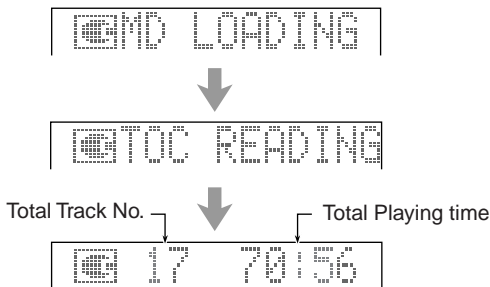 MD LOADING
TOC READING
Total Track No. Total Playing time
17 70:56